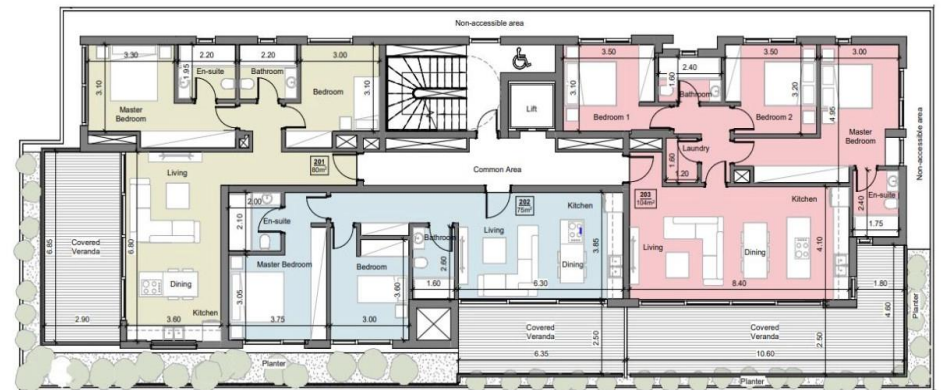 Non-accessible area
3.30
2.20
2.20
3.00
3.50
2.40
3.50
3.00
1.95
En-suite
Bathroom
3.10
Master
Bedroom
Bedroom
3.10
Lift
3.10
Bedroom 1
1.60
Bathroom
3.20
Bedroom 2
4.95
Master
Bedroom
Non-accessible area
201
80m²
Common Area
Laundry
1.60
1.20
Living
6.85
Covered
Veranda
6.80
2.90
Dining
3.60
Kitchen
2.00
2.10
En-suite
Master Bedroom
3.05
3.75
Bedroom
3.60
3.00
Bathroom
2.60
1.60
202
75m²
Kitchen
Living
3.85
Dining
6.30
203
104m²
Kitchen
Living
Dining
4.10
8.40
En-suite
2.40
1.75
1.80
4.60
Planter
Covered
Veranda
2.50
6.35
Covered
Veranda
2.50
10.60
Planter
Planter